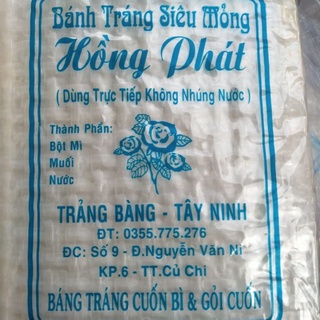 Bánh Tráng Siêu Mỏng
Hồng Phát
( Dùng Trực Tiếp Không Nhúng Nước )
Thành Phần:
Bột Mì
Muối
Nước
TRẢNG BÀNG - TÂY NINH
ĐT: 0355.775.276
ĐC: Số 9 - Đ.Nguyễn Văn Ni
KP.6 - TT.Củ Chi
BÁNG TRÁNG CUỐN BÌ & GỎI CUỐN